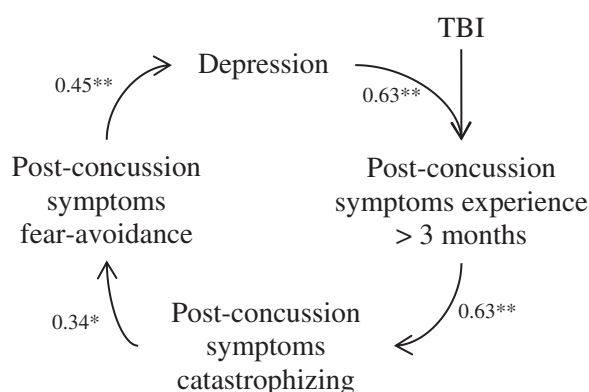 TBI
Depression
0.45**
0.63**
Post-concussion
symptoms
fear-avoidance
Post-concussion
symptoms experience
> 3 months
0.34*
Post-concussion
symptoms
catastrophizing
0.63**